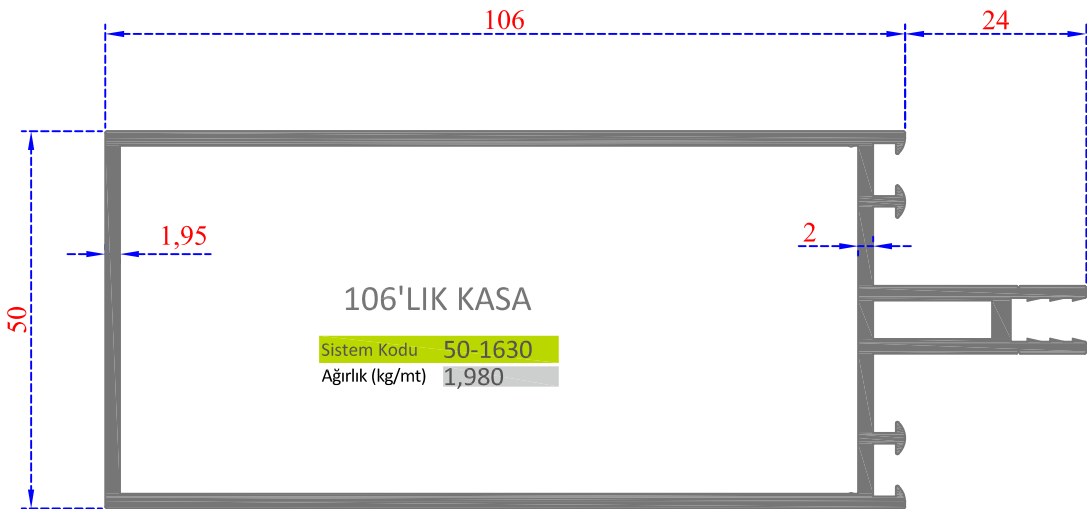 106
24
1,95
2
50
106'LIK KASA
Sistem Kodu 50-1630
Ağırlık (kg/mt) 1,980